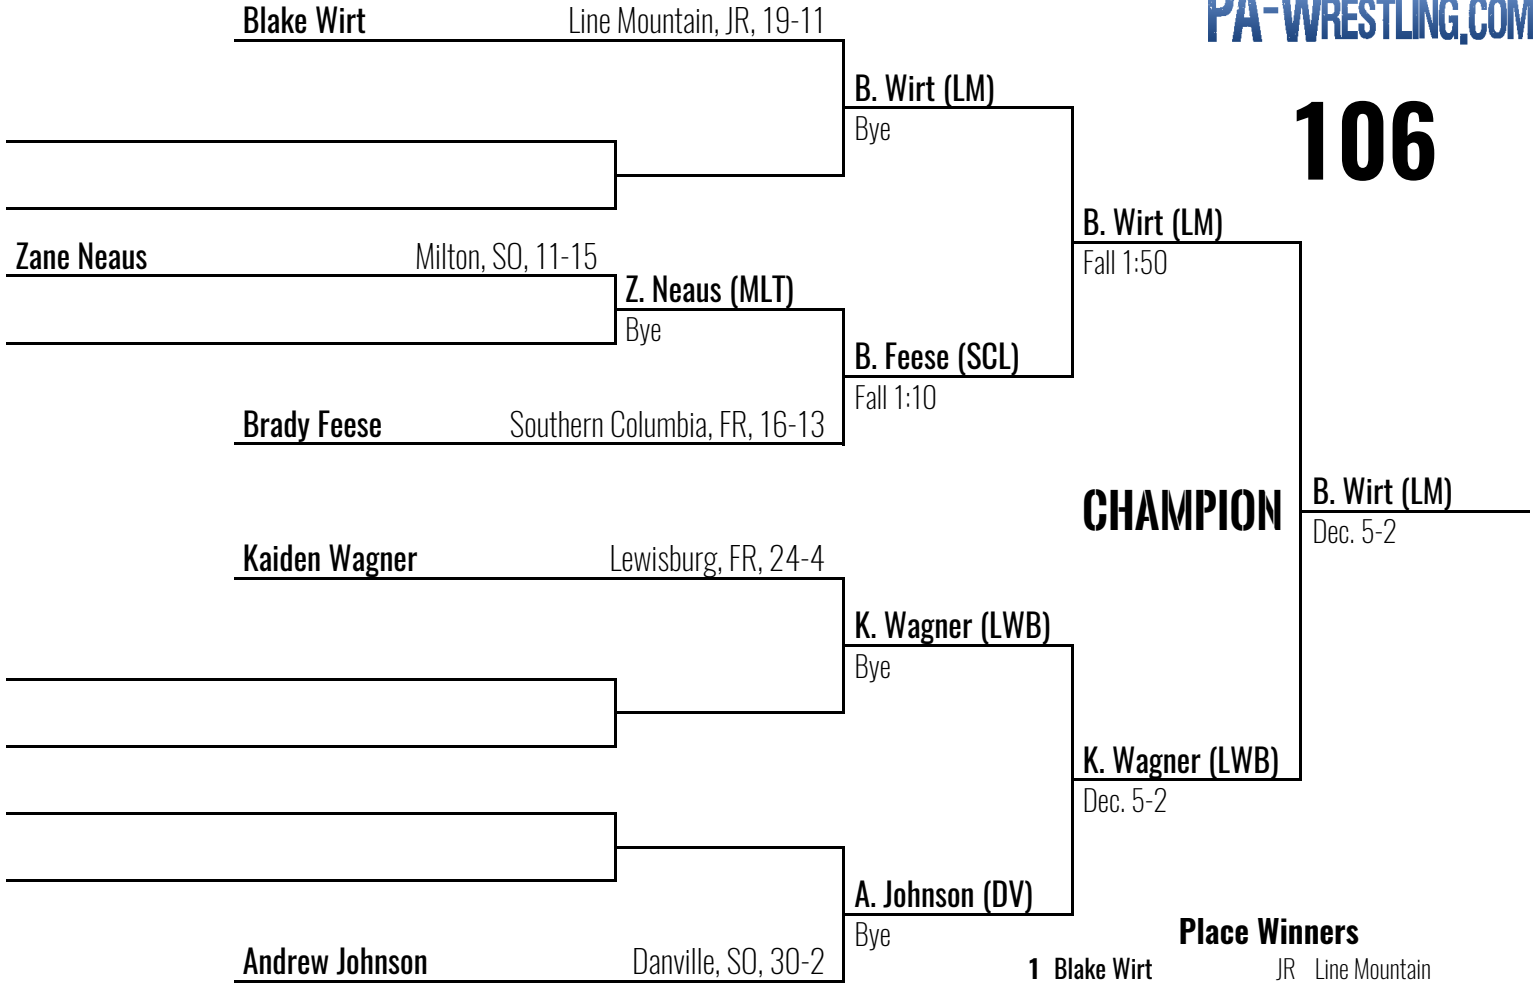 PA-WRESTLING.COM
106
Blake Wirt Line Mountain, JR, 19-11
B. Wirt (LM)
Bye
B. Wirt (LM)
Fall 1:50
Zane Neaus Milton, SO, 11-15
Z. Neaus (MLT)
Bye
B. Feese (SCL)
Fall 1:10
Brady Feese Southern Columbia, FR, 16-13
CHAMPION
B. Wirt (LM)
Dec. 5-2
Kaiden Wagner Lewisburg, FR, 24-4
K. Wagner (LWB)
Bye
K. Wagner (LWB)
Dec. 5-2
A. Johnson (DV)
Bye
Andrew Johnson Danville, SO, 30-2
Place Winners
1 Blake Wirt JR Line Mountain